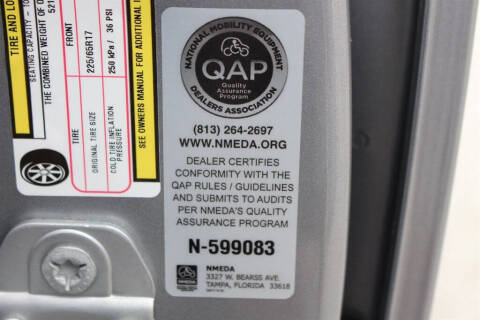 TIRE AND LO
SEATING CAPACITY - TO
THE COMBINED WEIGHT OF O
521
TIRE
FRONT
ORIGINAL TIRE SIZE
225/65R17
COLD TIRE INFLATION
PRESSURE
250 kPa / 36 PSI
SEE OWNERS MANUAL FOR ADDITIONAL I
NATIONAL MOBILITY EQUIPMENT
QAP
Quality
Assurance
Program
DEALERS ASSOCIATION
(813) 264-2697
WWW.NMEDA.ORG
DEALER CERTIFIES
CONFORMITY WITH THE
QAP RULES / GUIDELINES
AND SUBMITS TO AUDITS
PER NMEDA'S QUALITY
ASSURANCE PROGRAM
N-599083
NMEDA
3327 W. BEARSS AVE.
TAMPA, FLORIDA 33618